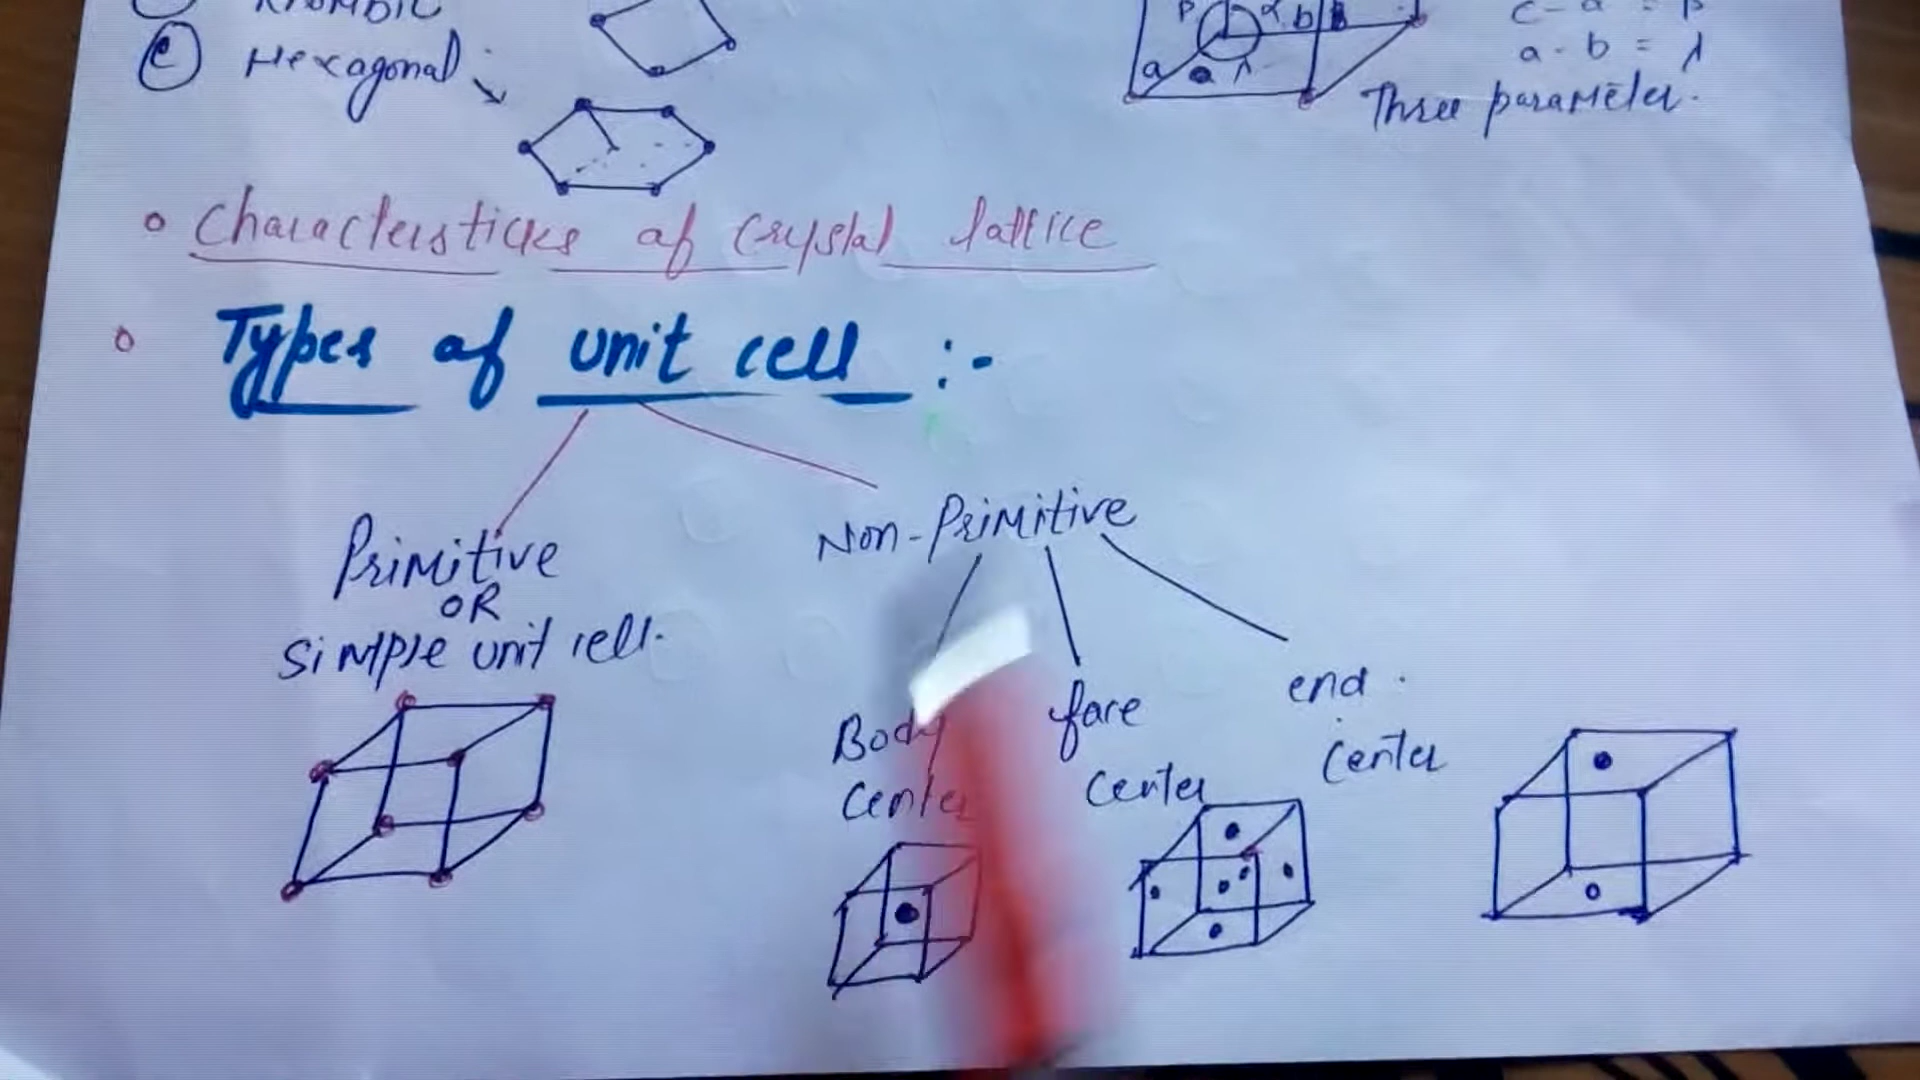 Hexagonal
a
b
a - b = λ
Three parameter.
Characterstickes of Crystal lattice
Types of unit cell :-
Primitive
OR
Simple unit cell.
Non-Primitive
Body
Center
face
Center
end.
Center